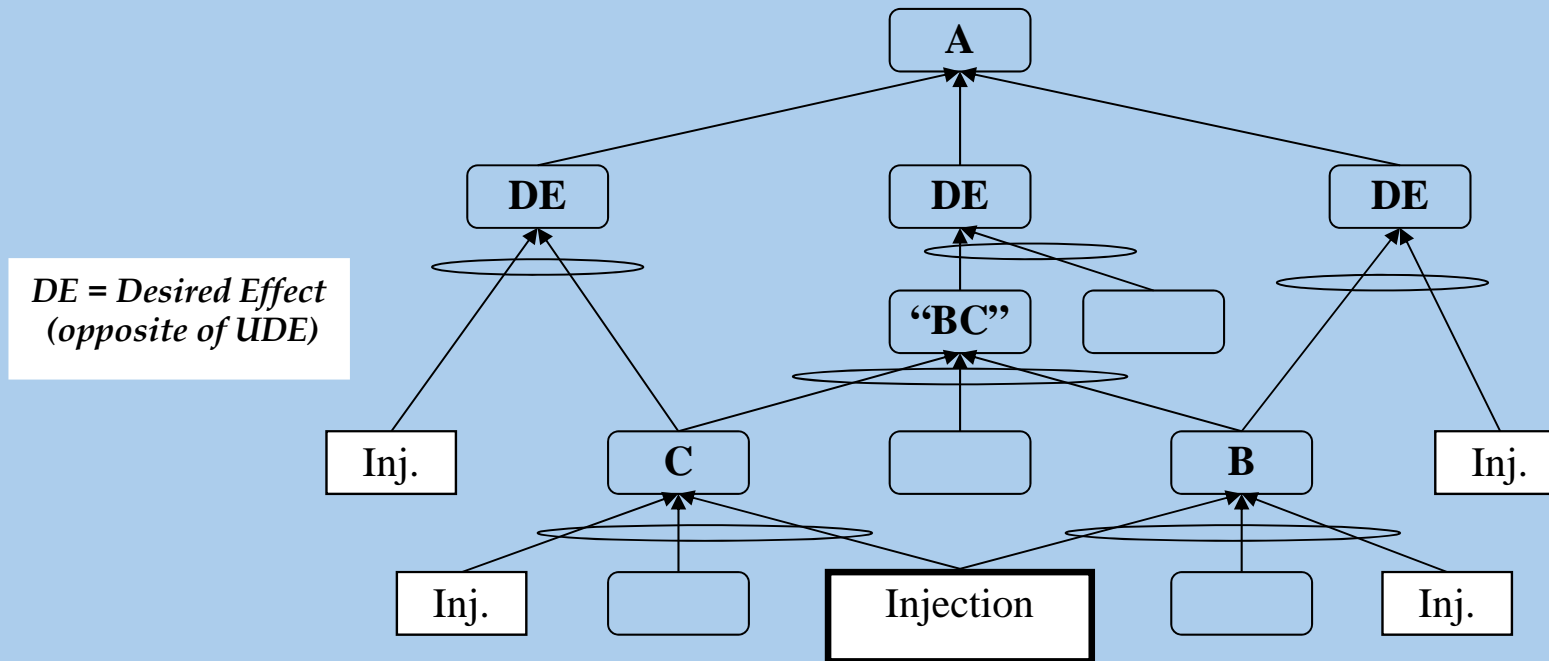 A
DE
DE
DE
DE = Desired Effect
(opposite of UDE)
“BC”
Inj.
C
B
Inj.
Inj.
Injection
Inj.